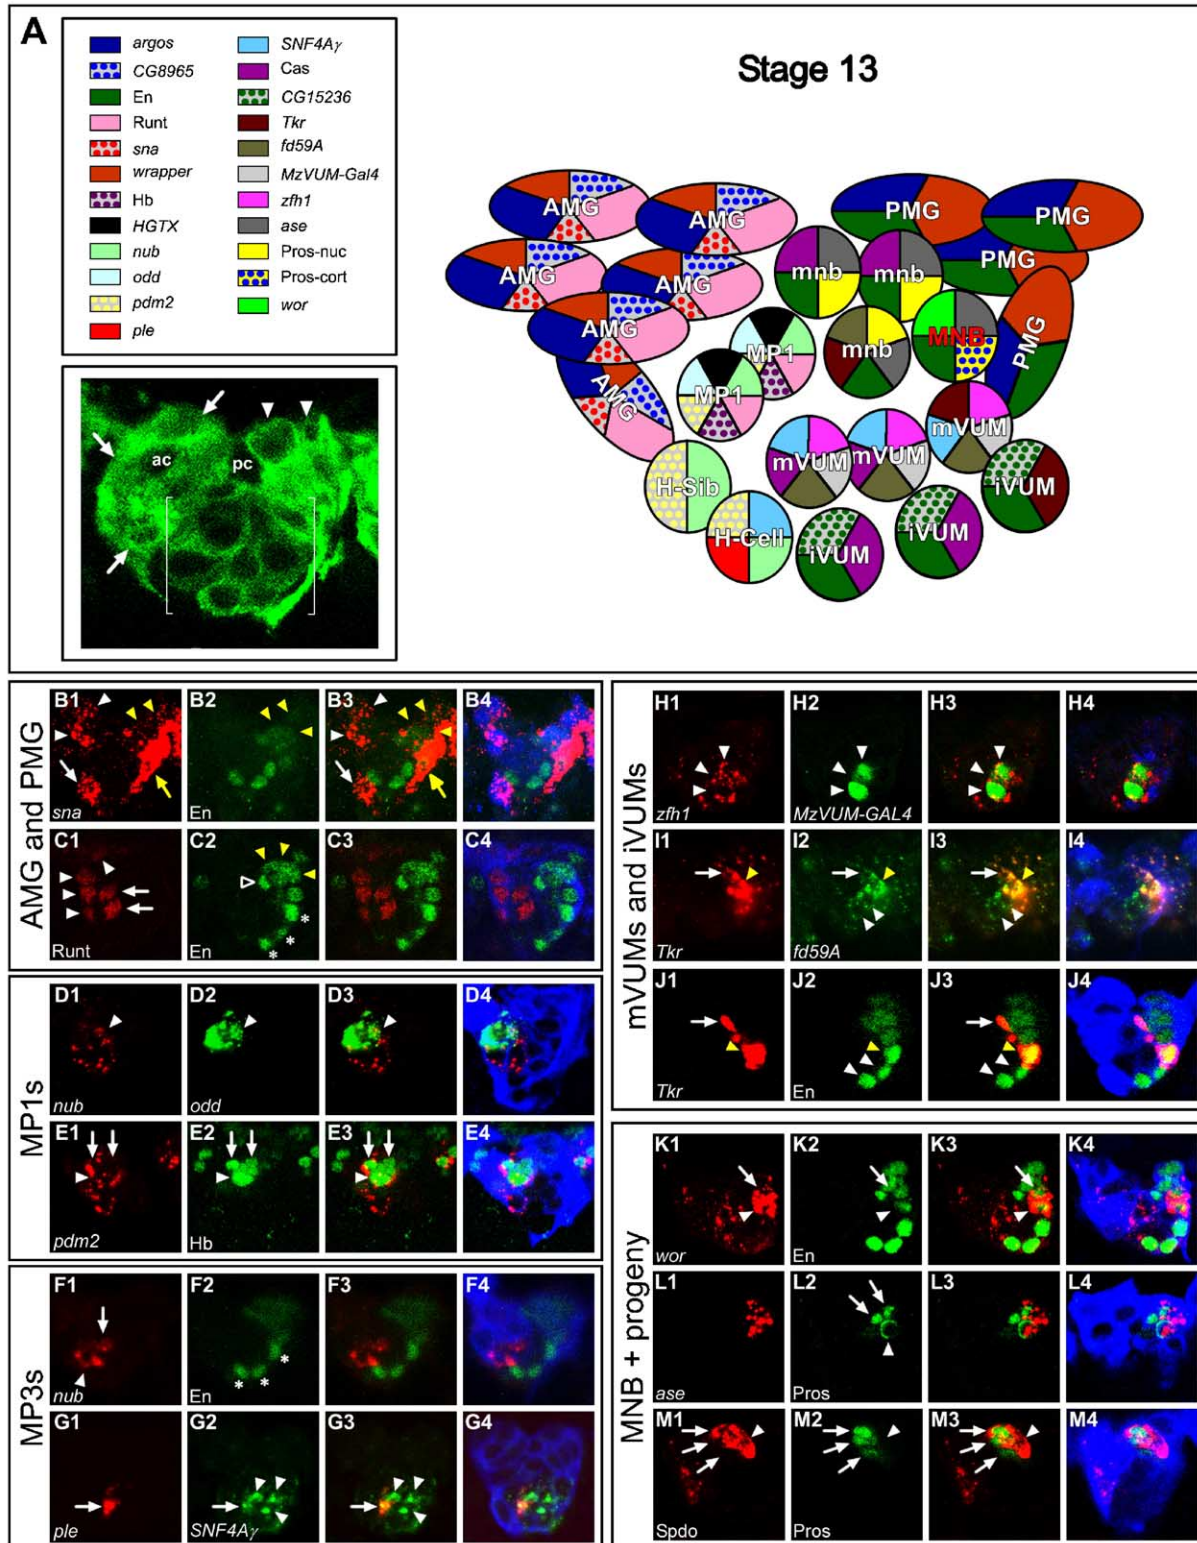 A
argos
CG8965
En
Runt
sna
wrapper
Hb
HGTX
nub
odd
pdm2
ple
SNF4Aγ
Cas
CG15236
Tkr
fd59A
MzVUM-Gal4
zfh1
ase
Pros-nuc
Pros-cort
wor
Stage 13
AMG
AMG
AMG
AMG
AMG
AMG
PMG
PMG
PMG
PMG
mnb
mnb
mnb
MNB
MP1
MP1
mVUM
mVUM
mVUM
iVUM
iVUM
iVUM
H-Sib
H-Cell
ac
pc
AMG and PMG
B1
sna
B2
En
B3
B4
C1
Runt
C2
En
* * *
C3
C4
MP1s
D1
nub
D2
odd
D3
D4
E1
pdm2
E2
Hb
E3
E4
MP3s
F1
nub
F2
En
* * *
F3
F4
G1
ple
G2
SNF4Aγ
G3
G4
mVUMs and iVUMs
H1
zfh1
H2
MzVUM-GAL4
H3
H4
I1
Tkr
I2
fd59A
I3
I4
J1
Tkr
J2
En
J3
J4
MNB + progeny
K1
wor
K2
En
K3
K4
L1
ase
L2
Pros
L3
L4
M1
Spdo
M2
Pros
M3
M4